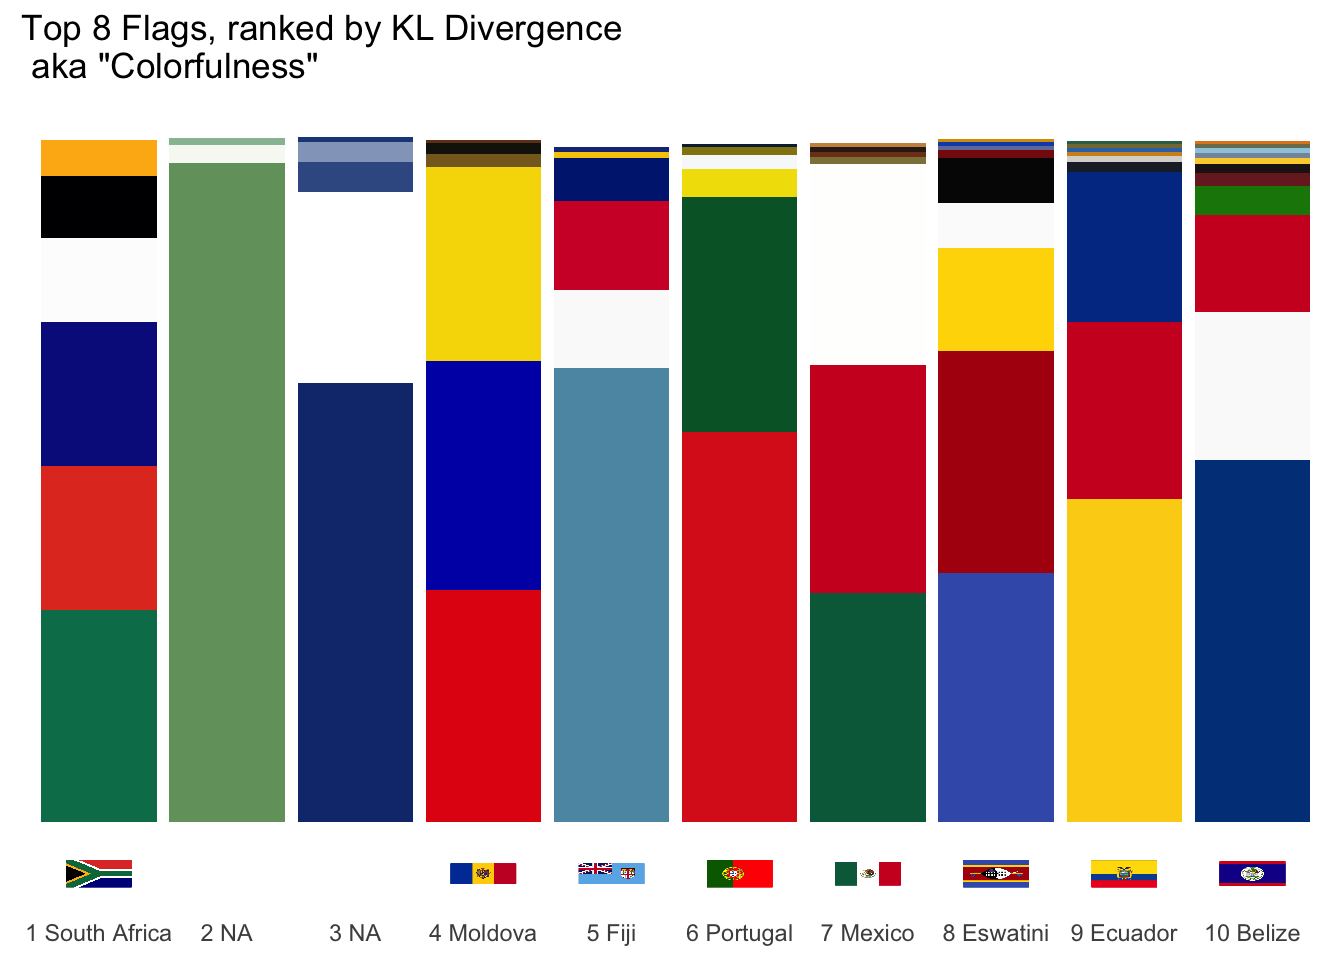 Top 8 Flags, ranked by KL Divergence
aka "Colorfulness"
1 South Africa
2 NA
3 NA
4 Moldova
5 Fiji
6 Portugal
7 Mexico
8 Eswatini
9 Ecuador
10 Belize